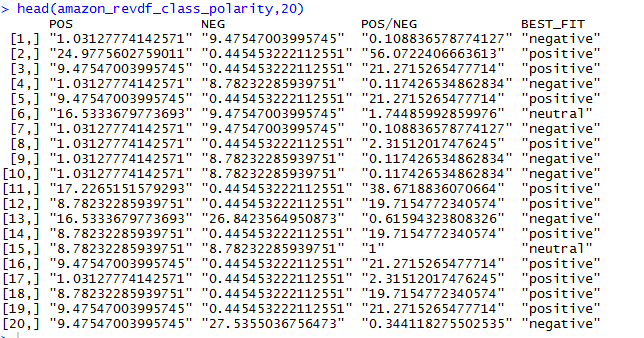 > head(amazon_revdf_class_polarity,20)
POS NEG POS/NEG BEST_FIT
[1,] "1.03127774142571" "9.47547003995745" "0.108836578774127" "negative"
[2,] "24.9775602759011" "0.445453222112551" "56.0722406663613" "positive"
[3,] "9.47547003995745" "0.445453222112551" "21.2715265477714" "positive"
[4,] "1.03127774142571" "8.78232285939751" "0.117426534862834" "negative"
[5,] "9.47547003995745" "0.445453222112551" "21.2715265477714" "positive"
[6,] "16.5333679773693" "9.47547003995745" "1.74485992859976" "neutral"
[7,] "1.03127774142571" "9.47547003995745" "0.108836578774127" "negative"
[8,] "1.03127774142571" "0.445453222112551" "2.31512017476245" "positive"
[9,] "1.03127774142571" "8.78232285939751" "0.117426534862834" "negative"
[10,] "1.03127774142571" "8.78232285939751" "0.117426534862834" "negative"
[11,] "17.2265151579293" "0.445453222112551" "38.6718836070664" "positive"
[12,] "8.78232285939751" "0.445453222112551" "19.7154772340574" "positive"
[13,] "16.5333679773693" "26.8423564950873" "0.61594323808326" "negative"
[14,] "8.78232285939751" "0.445453222112551" "19.7154772340574" "positive"
[15,] "8.78232285939751" "8.78232285939751" "1" "neutral"
[16,] "9.47547003995745" "0.445453222112551" "21.2715265477714" "positive"
[17,] "1.03127774142571" "0.445453222112551" "2.31512017476245" "positive"
[18,] "8.78232285939751" "0.445453222112551" "19.7154772340574" "positive"
[19,] "9.47547003995745" "0.445453222112551" "21.2715265477714" "positive"
[20,] "9.47547003995745" "27.5355036756473" "0.344118275502535" "negative"